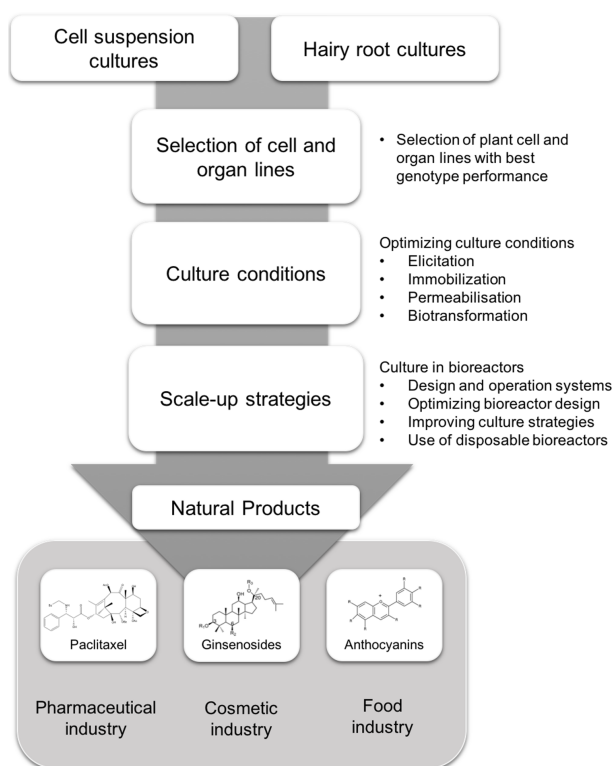 Cell suspension
cultures
Hairy root cultures
Selection of cell and
organ lines
• Selection of plant cell and
organ lines with best
genotype performance
Culture conditions
Optimizing culture conditions
• Elicitation
• Immobilization
• Permeabilisation
• Biotransformation
Scale-up strategies
Culture in bioreactors
• Design and operation systems
• Optimizing bioreactor design
• Improving culture strategies
• Use of disposable bioreactors
Natural Products
Paclitaxel
Ginsenosides
Anthocyanins
Pharmaceutical
industry
Cosmetic
industry
Food
industry